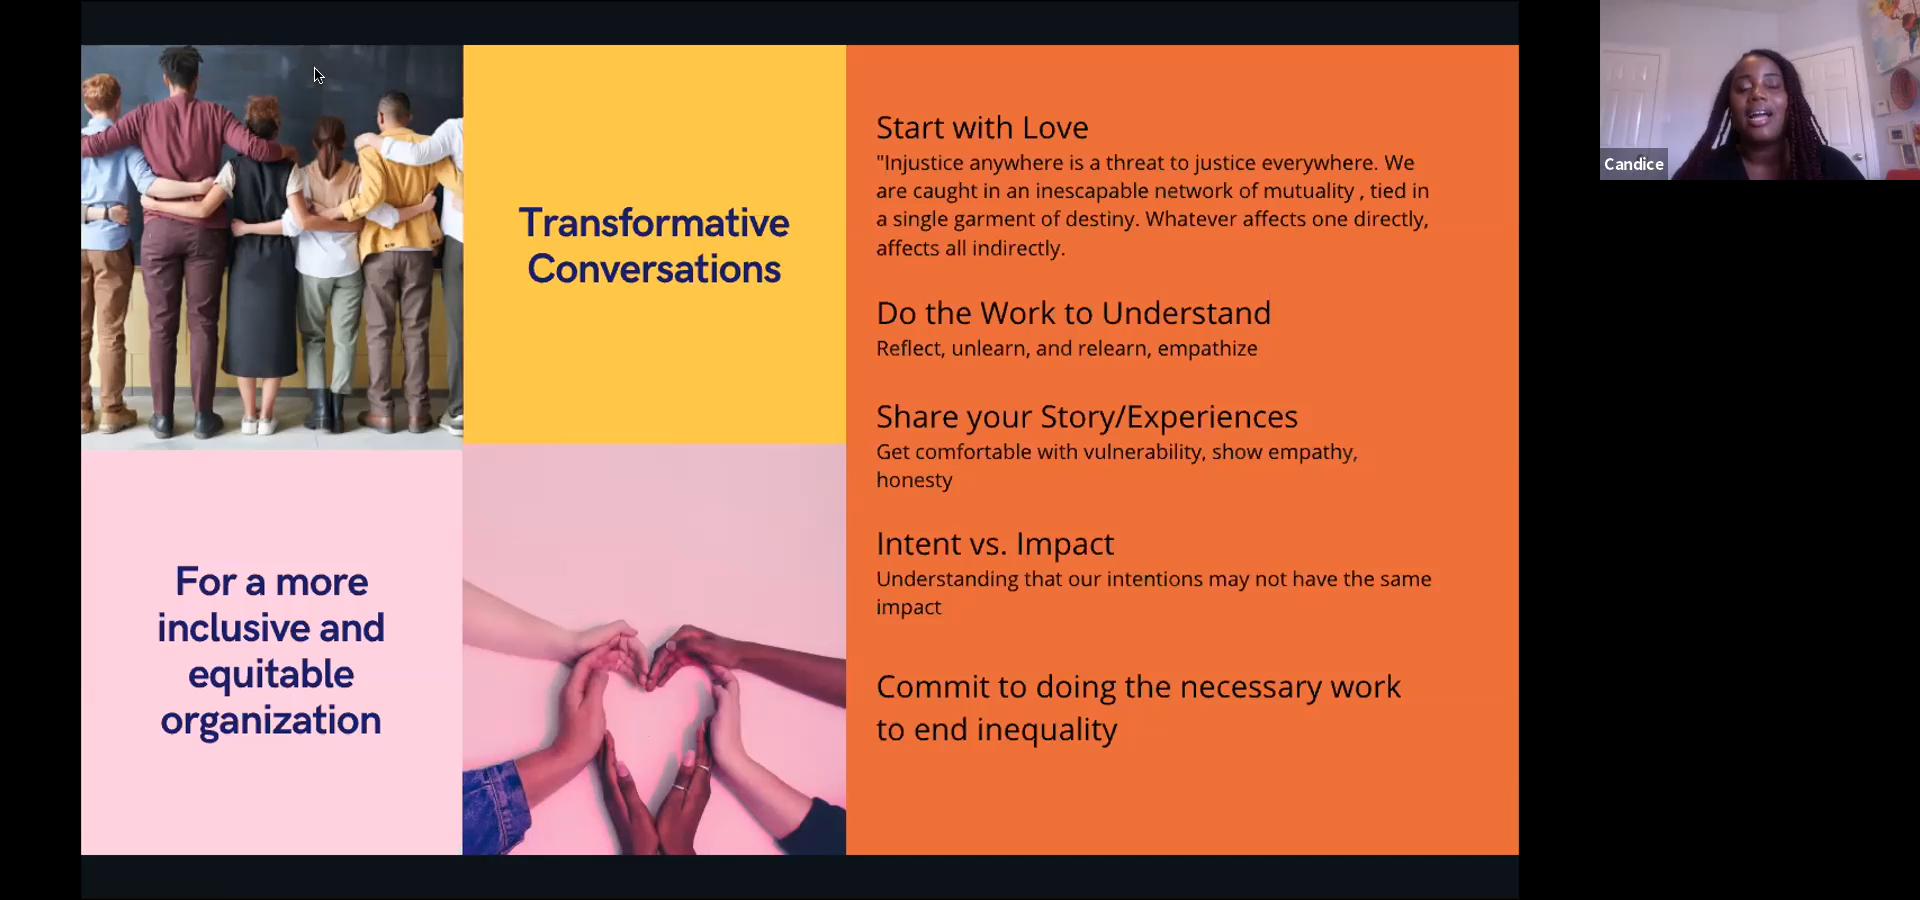 Transformative
Conversations
For a more
inclusive and
equitable
organization
Start with Love
"Injustice anywhere is a threat to justice everywhere. We
are caught in an inescapable network of mutuality , tied in
a single garment of destiny. Whatever affects one directly,
affects all indirectly.
Do the Work to Understand
Reflect, unlearn, and relearn, empathize
Share your Story/Experiences
Get comfortable with vulnerability, show empathy,
honesty
Intent vs. Impact
Understanding that our intentions may not have the same
impact
Commit to doing the necessary work
to end inequality
Candice